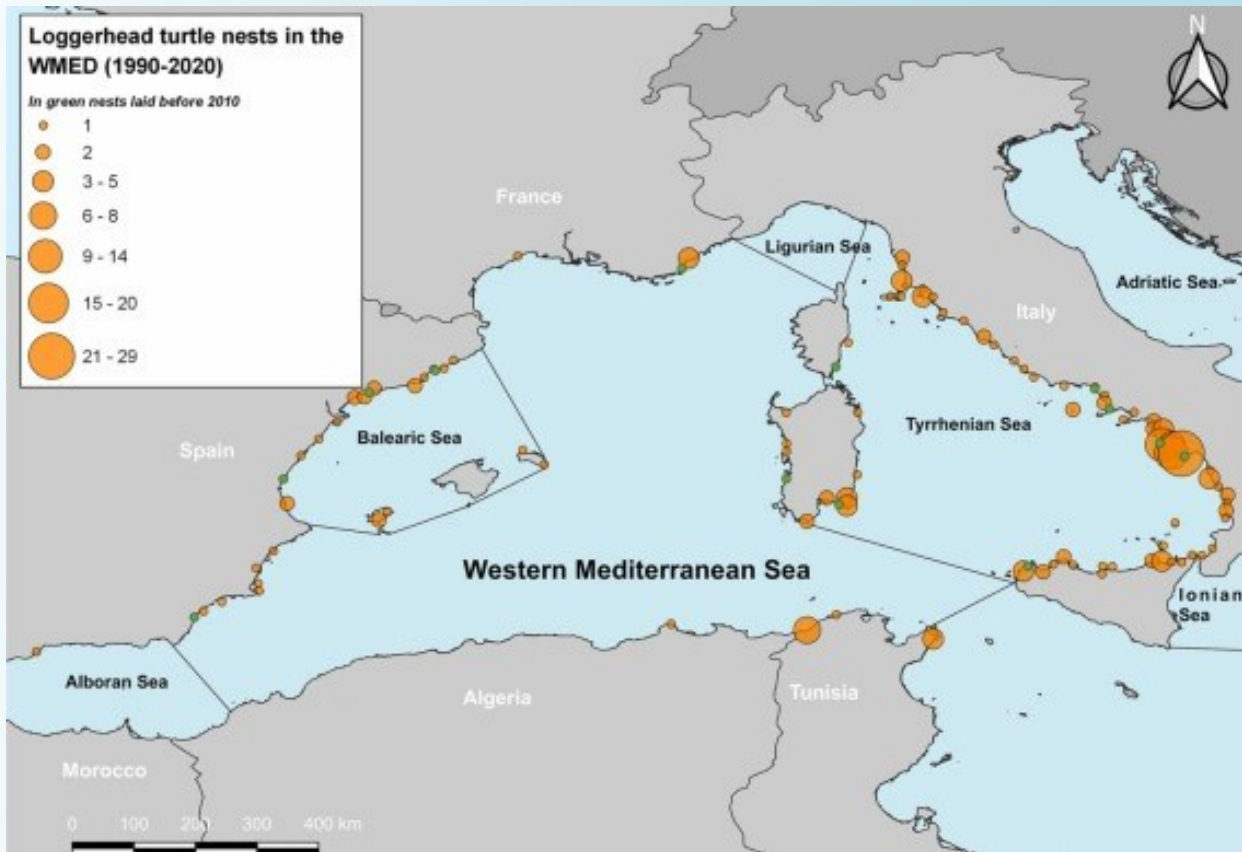 Loggerhead turtle nests in the
WMED (1990-2020)
In green nests laid before 2010
1
2
3 - 5
6 - 8
9 - 14
15 - 20
21 - 29
N
France
Ligurian Sea
Adriatic Sea
Italy
Spain
Balearic Sea
Tyrrhenian Sea
Western Mediterranean Sea
Ionian
Sea
Alboran Sea
Algeria
Tunisia
Morocco
0 100 200 300 400 km